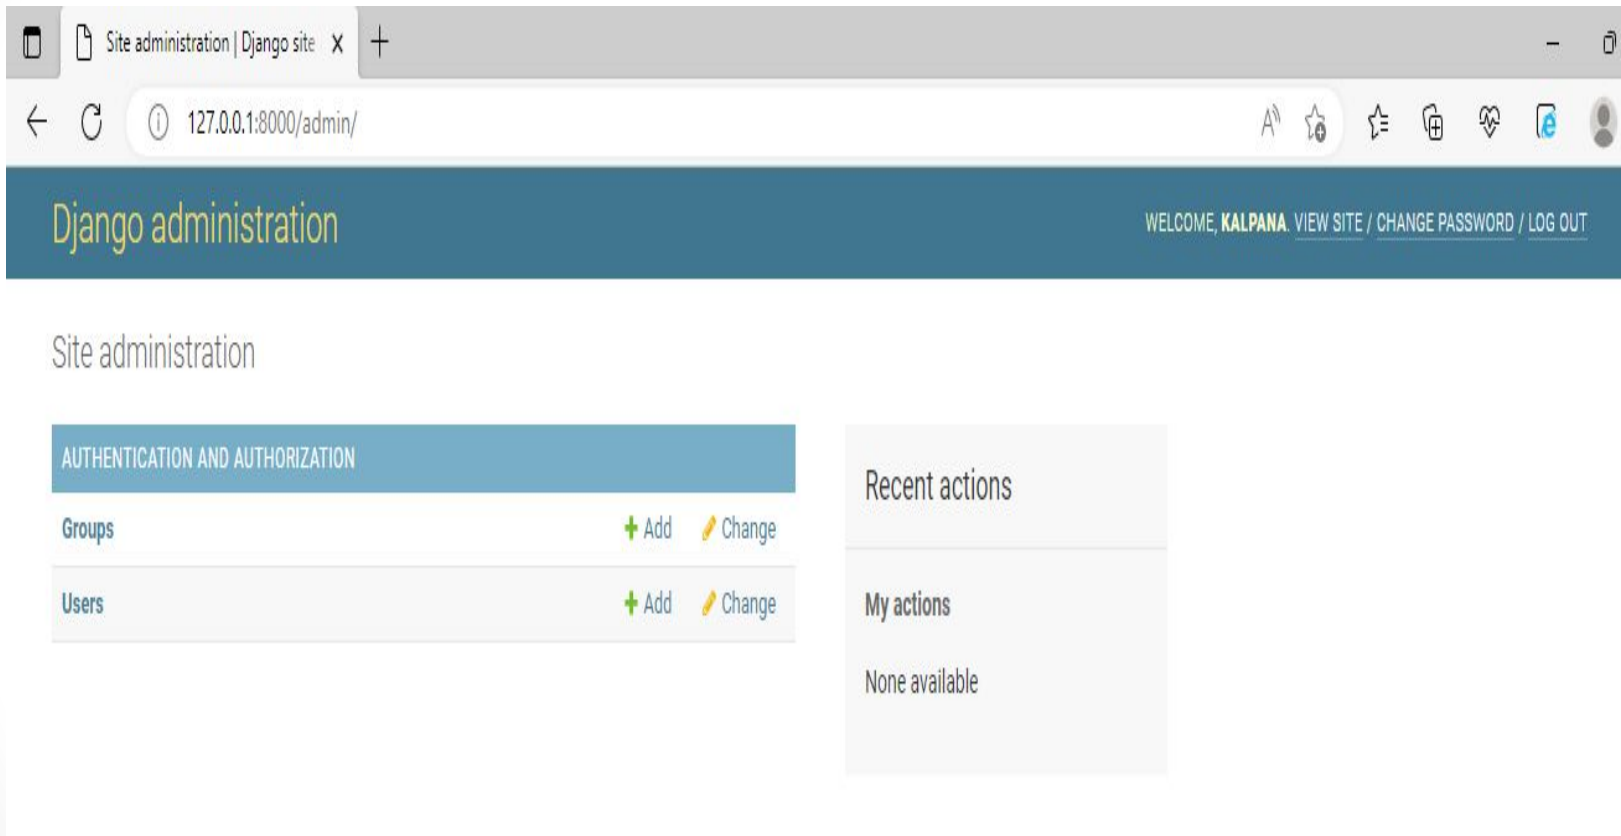 Site administration | Django site
127.0.0.1:8000/admin/
Django administration
WELCOME, KALPANA. VIEW SITE / CHANGE PASSWORD / LOG OUT
Site administration
AUTHENTICATION AND AUTHORIZATION
Groups + Add Change
Users + Add Change
Recent actions
My actions
None available